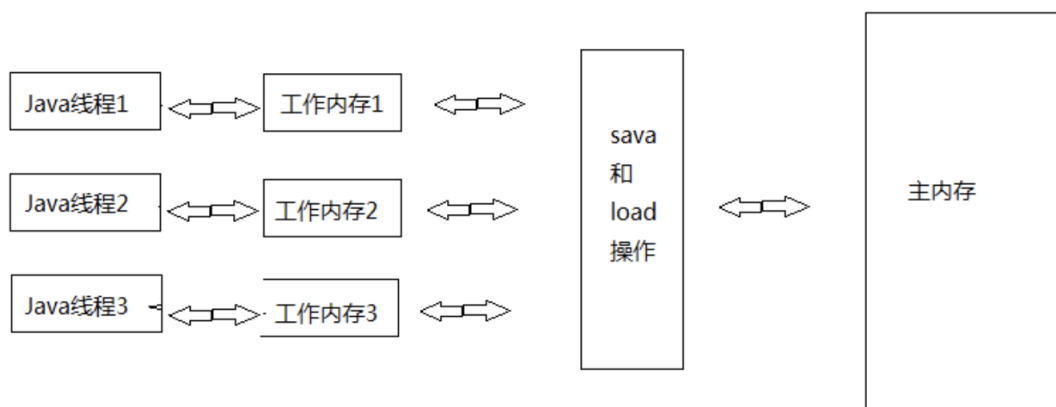 Java线程1
工作内存1
Java线程2
工作内存2
Java线程3
工作内存3
sava
和
load
操作
主内存